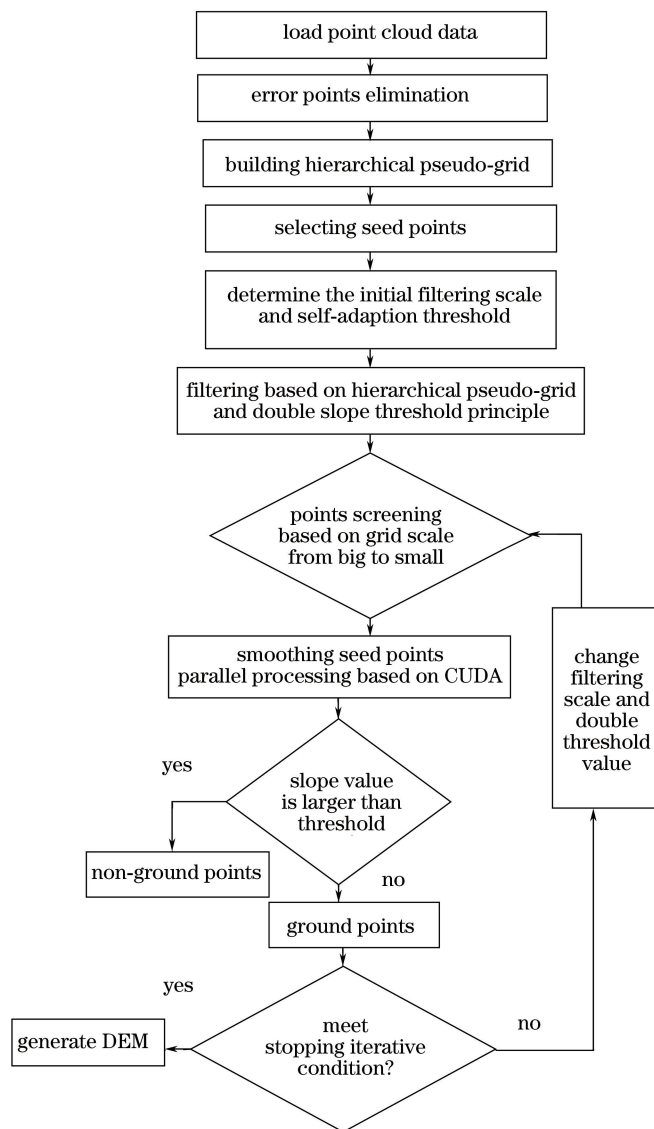 load point cloud data
error points elimination
building hierarchical pseudo-grid
selecting seed points
determine the initial filtering scale
and self-adaption threshold
filtering based on hierarchical pseudo-grid
and double slope threshold principle
points screening
based on grid scale
from big to small
smoothing seed points
parallel processing based on CUDA
change
filtering
scale and
double
threshold
value
yes
slope value
is larger than
threshold
non-ground points
no
ground points
yes
meet
stopping iterative
condition?
no
generate DEM